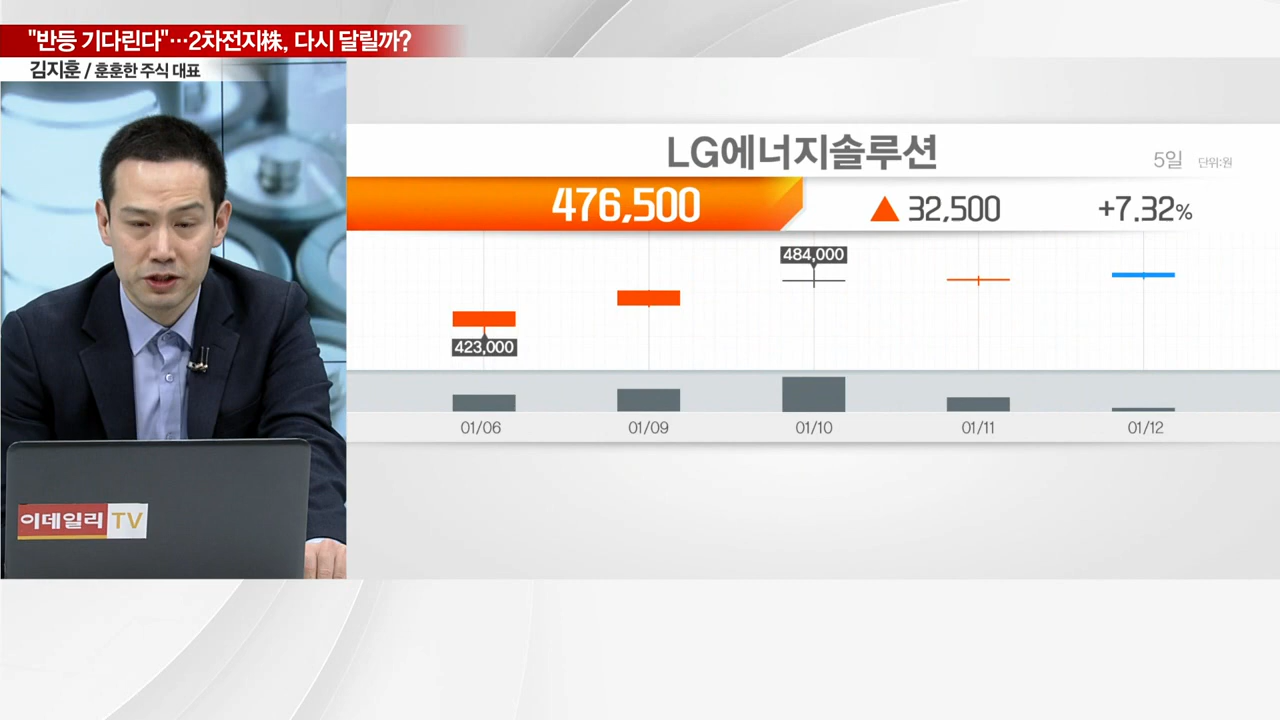 "반등 기다린다"…2차전지株, 다시 달릴까?
김지훈 / 훈훈한 주식 대표
LG에너지솔루션
5일 단위:원
476,500 ▲ 32,500 +7.32%
484,000
423,000
01/06 01/09 01/10 01/11 01/12
이데일리 TV